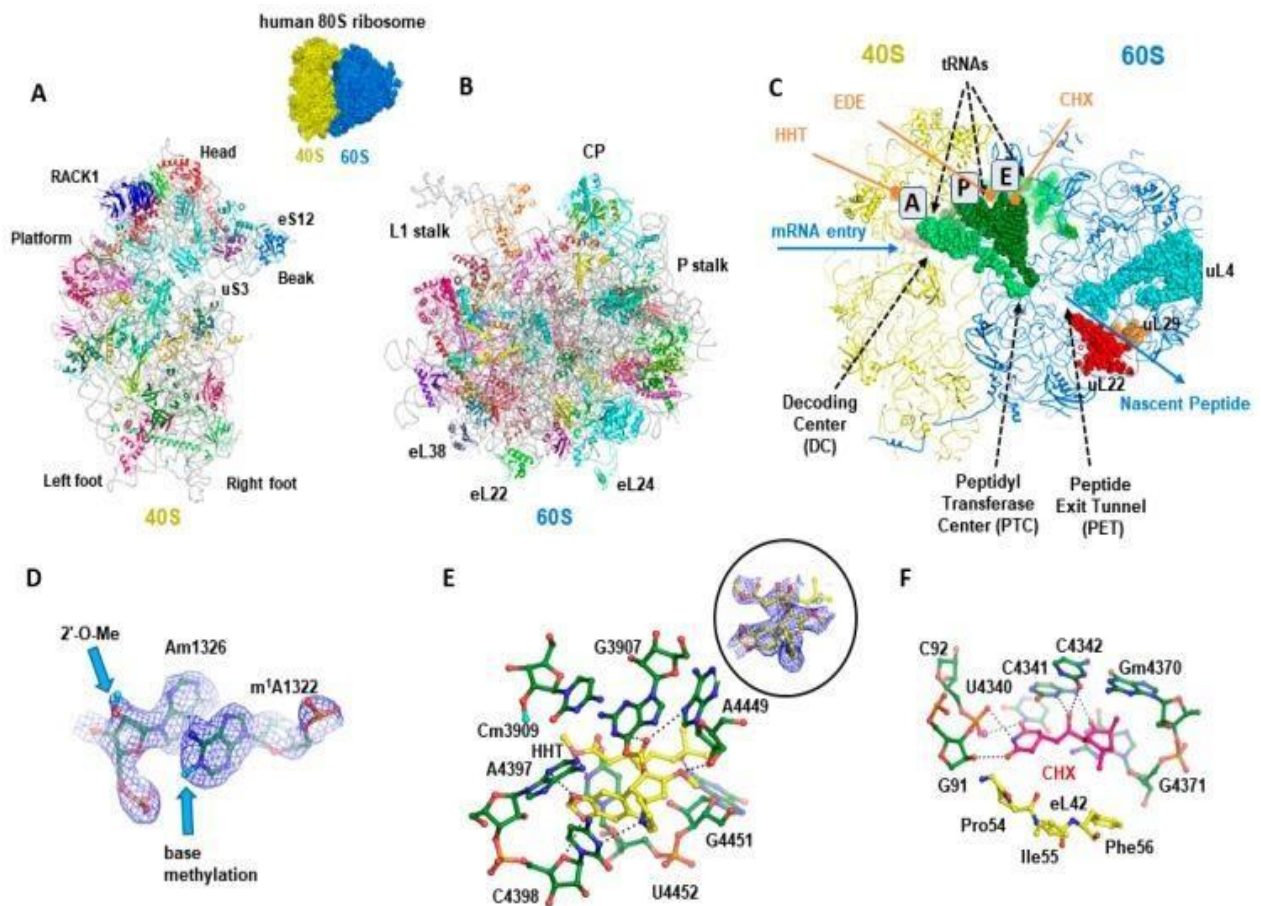 human 80S ribosome
40S
60S
A
Head
RACK1
eS12
Platform
Beak
uS3
Left foot
Right foot
40S
B
CP
L1 stalk
P stalk
eL38
eL22
eL24
60S
C
40S
tRNAs
60S
EDE
CHX
HHT
E
P
A
mRNA entry
uL4
uL29
uL22
Nascent Peptide
Decoding
Center
(DC)
Peptidyl
Transferase
Center (PTC)
Peptide
Exit Tunnel
(PET)
D
2'-O-Me
Am1326
m¹A1322
base
methylation
E
G3907
A4449
Cm3909
HHT
A4397
G4451
C4398
U4452
F
C92
C4342
C4341
Gm4370
U4340
CHX
G91
G4371
eL42
Pro54
Ile55
Phe56